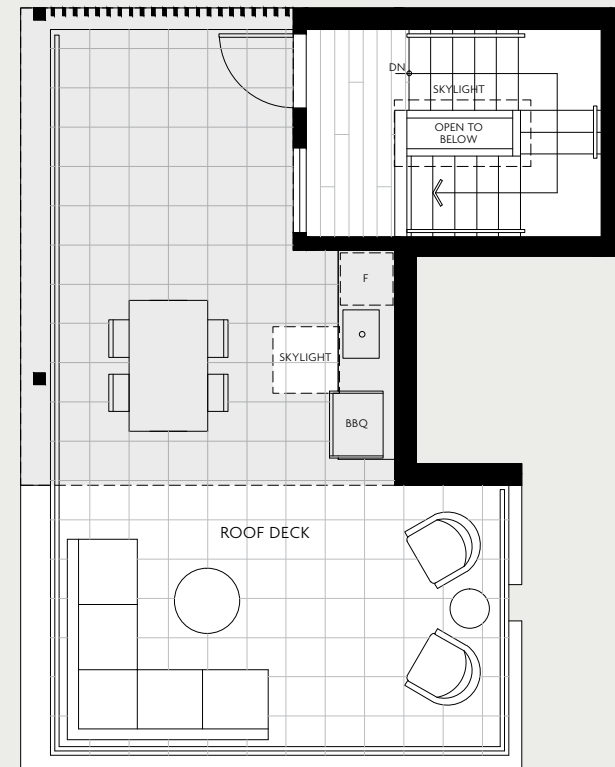 DN
SKYLIGHT
OPEN TO
BELOW
F
SKYLIGHT
BBQ
ROOF DECK